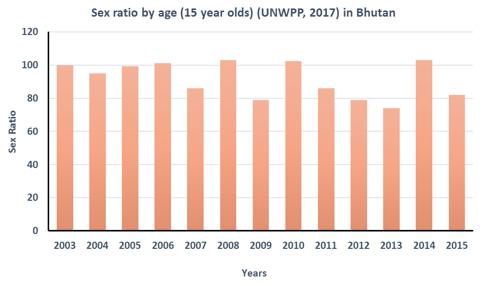 Sex ratio by age (15 year olds) (UNWPP, 2017) in Bhutan
120
100
80
60
40
20
0
Sex Ratio
2003 2004 2005 2006 2007 2008 2009 2010 2011 2012 2013 2014 2015
Years